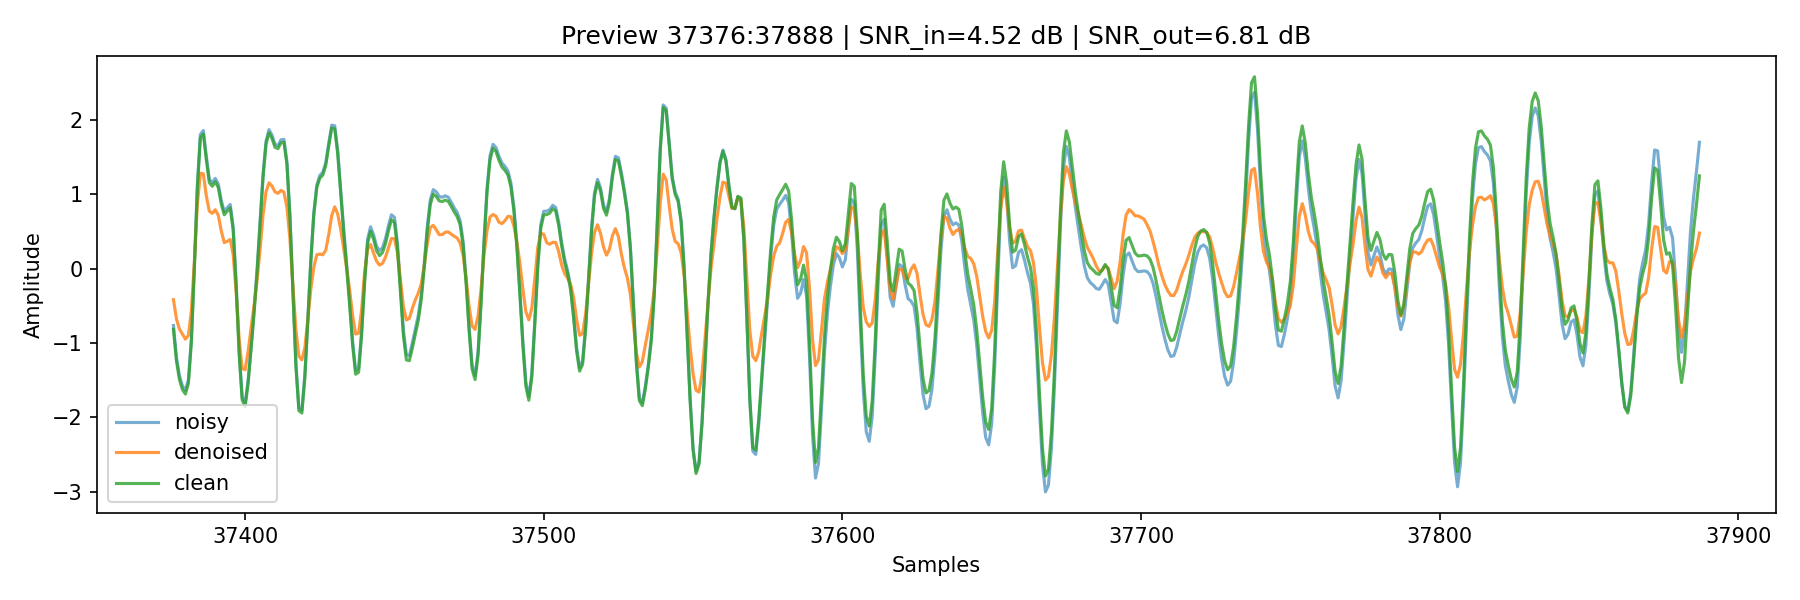 Preview 37376:37888 | SNR_in=4.52 dB | SNR_out=6.81 dB
Amplitude
2
1
0
−1
−2
−3
noisy
denoised
clean
37400 37500 37600 37700 37800 37900
Samples